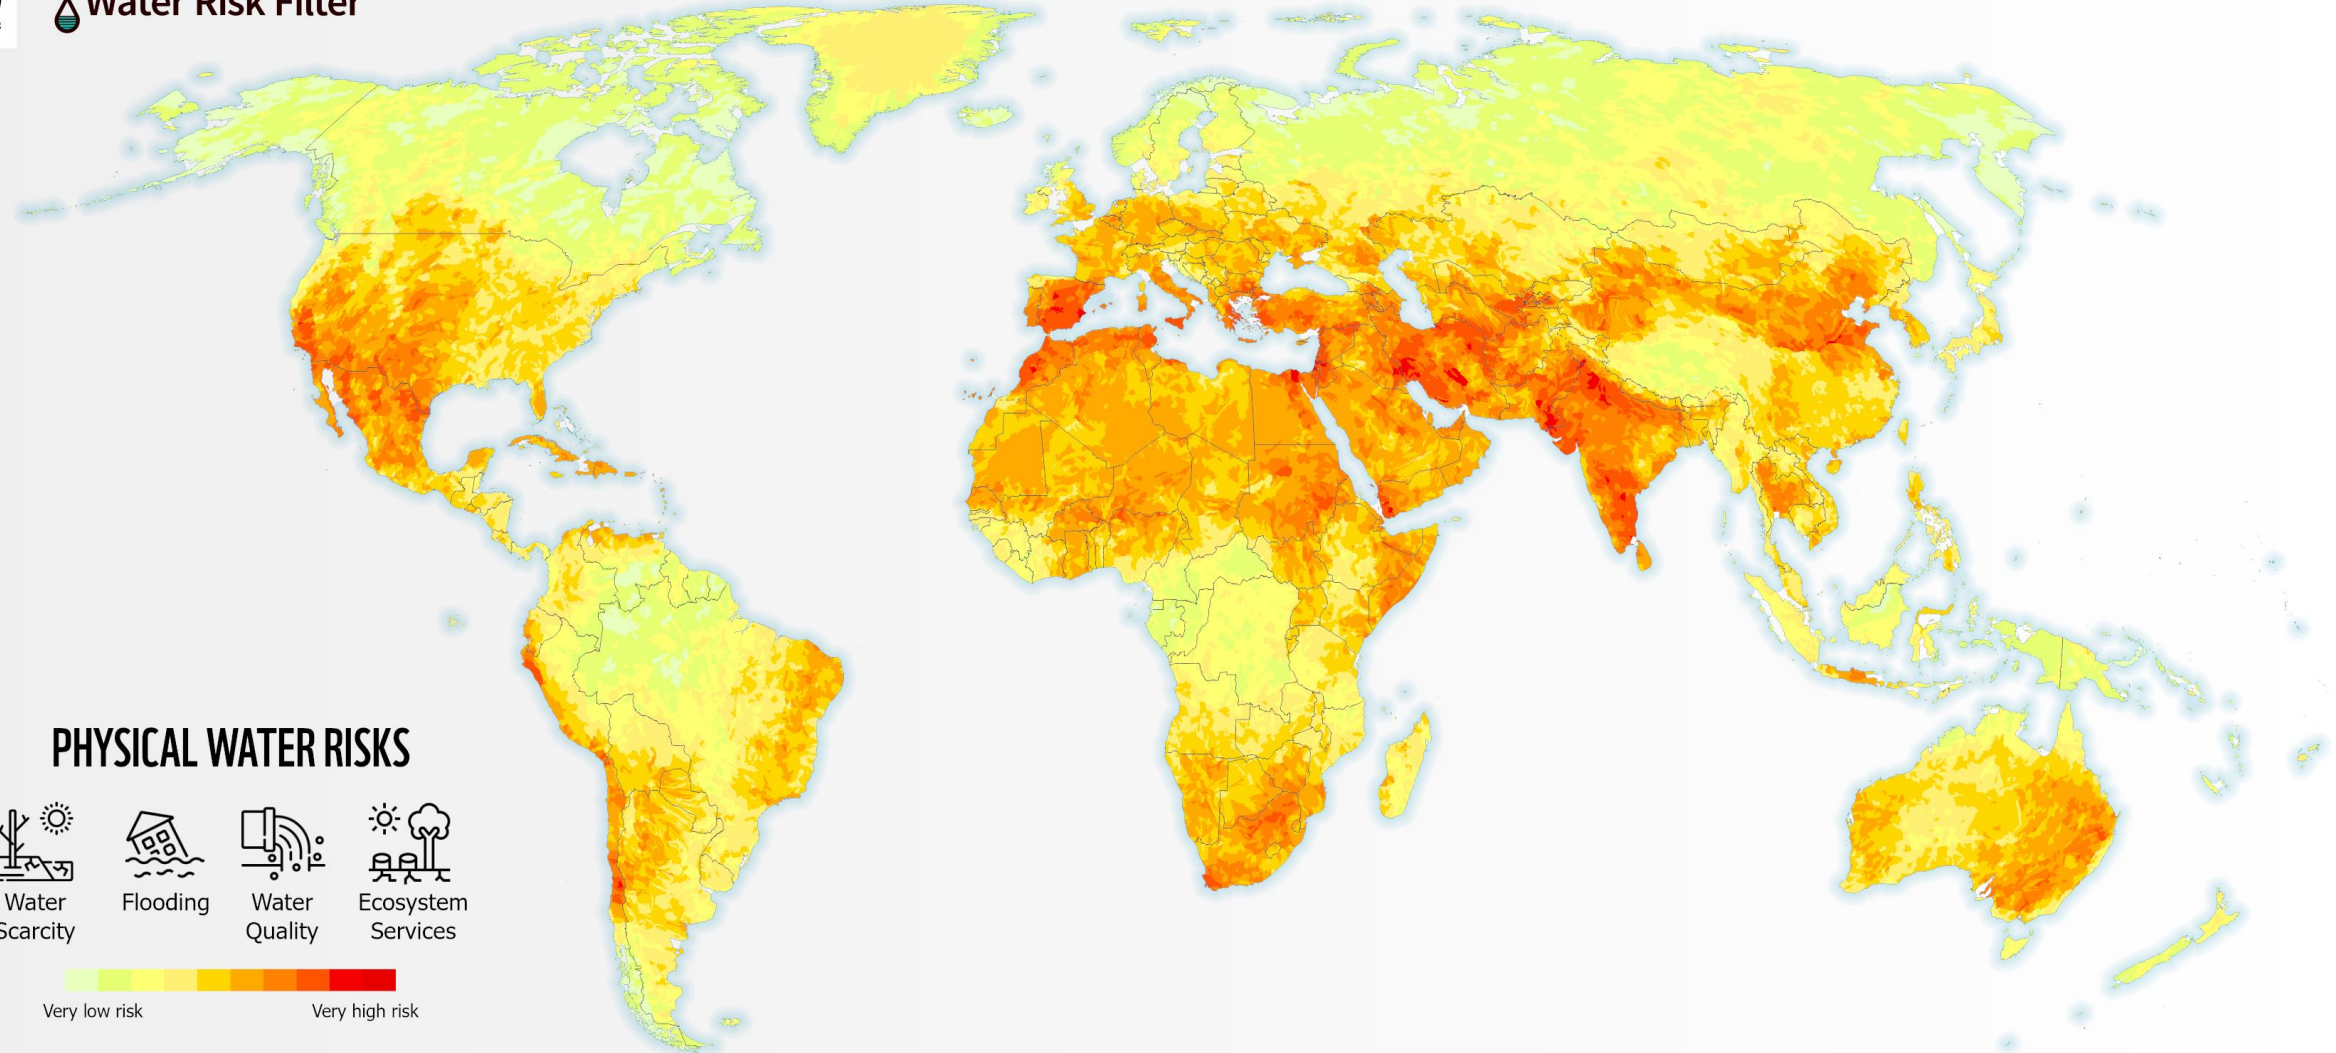 Water Risk Filter
PHYSICAL WATER RISKS
Water
Scarcity
Flooding
Water
Quality
Ecosystem
Services
Very low risk
Very high risk